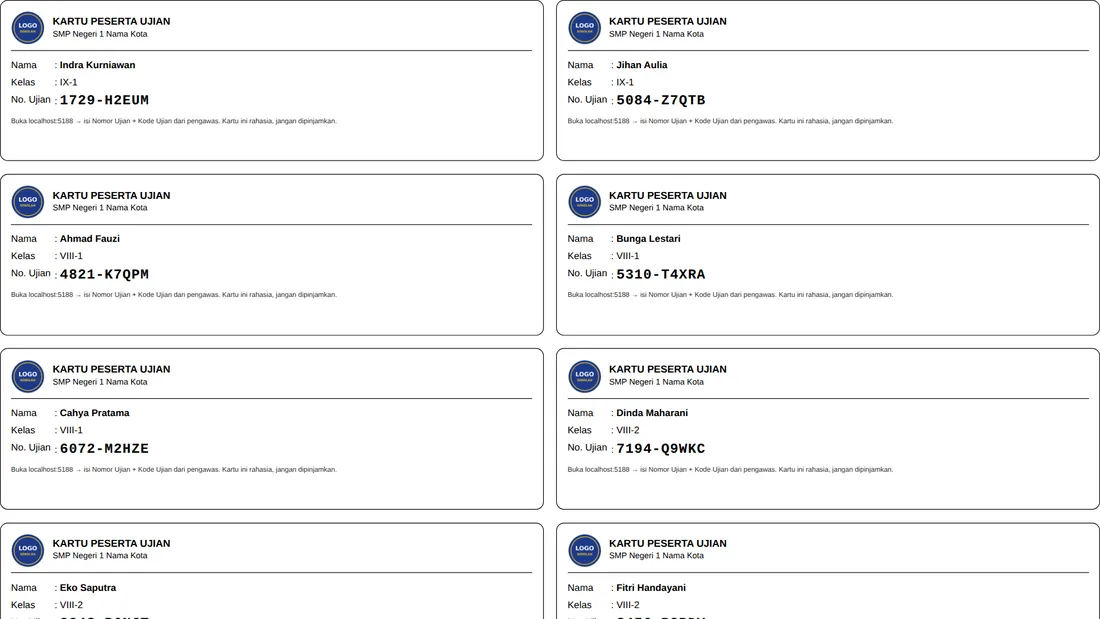 LOGO
SEKOLAH
KARTU PESERTA UJIAN
SMP Negeri 1 Nama Kota
Nama : Indra Kurniawan
Kelas : IX-1
No. Ujian : 1729-H2EUM
Buka localhost:5188 → isi Nomor Ujian + Kode Ujian dari pengawas. Kartu ini rahasia, jangan dipinjamkan.
LOGO
SEKOLAH
KARTU PESERTA UJIAN
SMP Negeri 1 Nama Kota
Nama : Jihan Aulia
Kelas : IX-1
No. Ujian : 5084-Z7QTB
Buka localhost:5188 → isi Nomor Ujian + Kode Ujian dari pengawas. Kartu ini rahasia, jangan dipinjamkan.
LOGO
SEKOLAH
KARTU PESERTA UJIAN
SMP Negeri 1 Nama Kota
Nama : Ahmad Fauzi
Kelas : VIII-1
No. Ujian : 4821-K7QPM
Buka localhost:5188 → isi Nomor Ujian + Kode Ujian dari pengawas. Kartu ini rahasia, jangan dipinjamkan.
LOGO
SEKOLAH
KARTU PESERTA UJIAN
SMP Negeri 1 Nama Kota
Nama : Bunga Lestari
Kelas : VIII-1
No. Ujian : 5310-T4XRA
Buka localhost:5188 → isi Nomor Ujian + Kode Ujian dari pengawas. Kartu ini rahasia, jangan dipinjamkan.
LOGO
SEKOLAH
KARTU PESERTA UJIAN
SMP Negeri 1 Nama Kota
Nama : Cahya Pratama
Kelas : VIII-1
No. Ujian : 6072-M2HZE
Buka localhost:5188 → isi Nomor Ujian + Kode Ujian dari pengawas. Kartu ini rahasia, jangan dipinjamkan.
LOGO
SEKOLAH
KARTU PESERTA UJIAN
SMP Negeri 1 Nama Kota
Nama : Dinda Maharani
Kelas : VIII-2
No. Ujian : 7194-Q9WKC
Buka localhost:5188 → isi Nomor Ujian + Kode Ujian dari pengawas. Kartu ini rahasia, jangan dipinjamkan.
LOGO
SEKOLAH
KARTU PESERTA UJIAN
SMP Negeri 1 Nama Kota
Nama : Eko Saputra
Kelas : VIII-2
LOGO
SEKOLAH
KARTU PESERTA UJIAN
SMP Negeri 1 Nama Kota
Nama : Fitri Handayani
Kelas : VIII-2